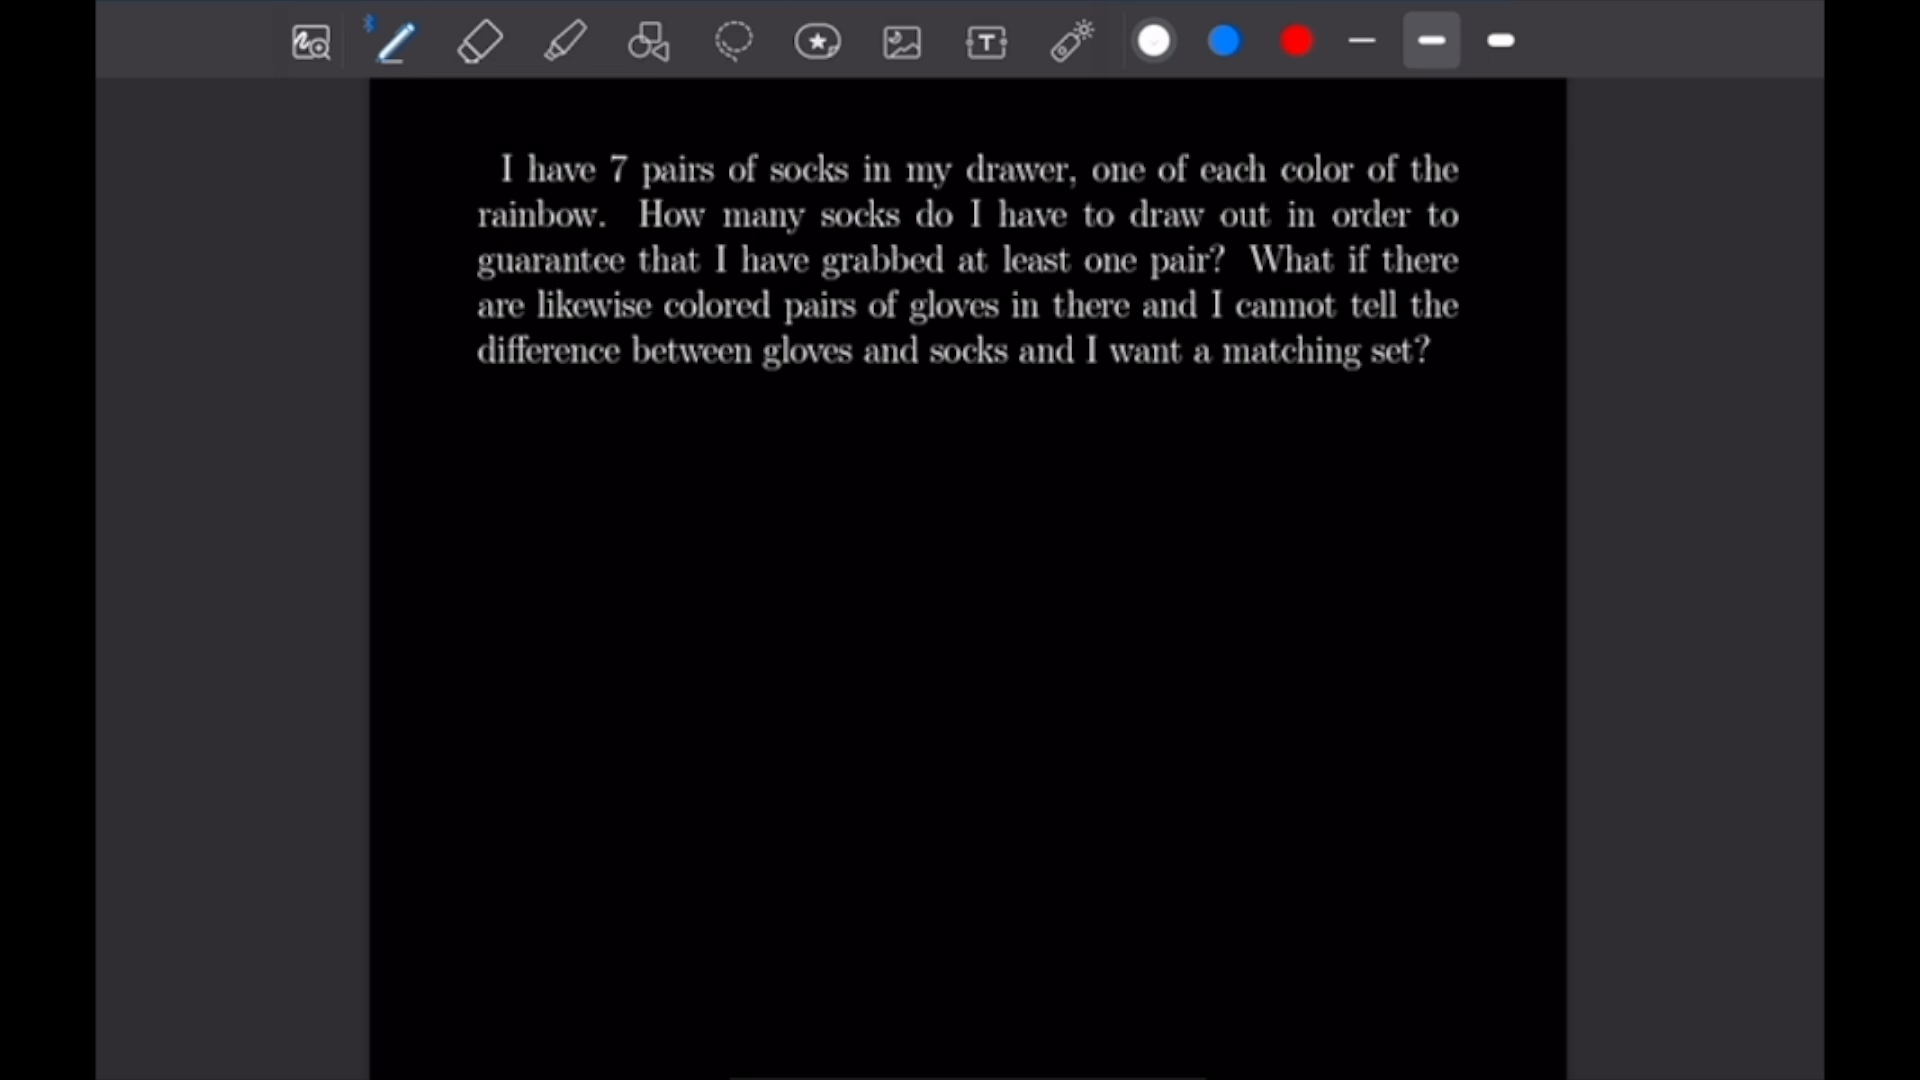 I have 7 pairs of socks in my drawer, one of each color of the
rainbow. How many socks do I have to draw out in order to
guarantee that I have grabbed at least one pair? What if there
are likewise colored pairs of gloves in there and I cannot tell the
difference between gloves and socks and I want a matching set?